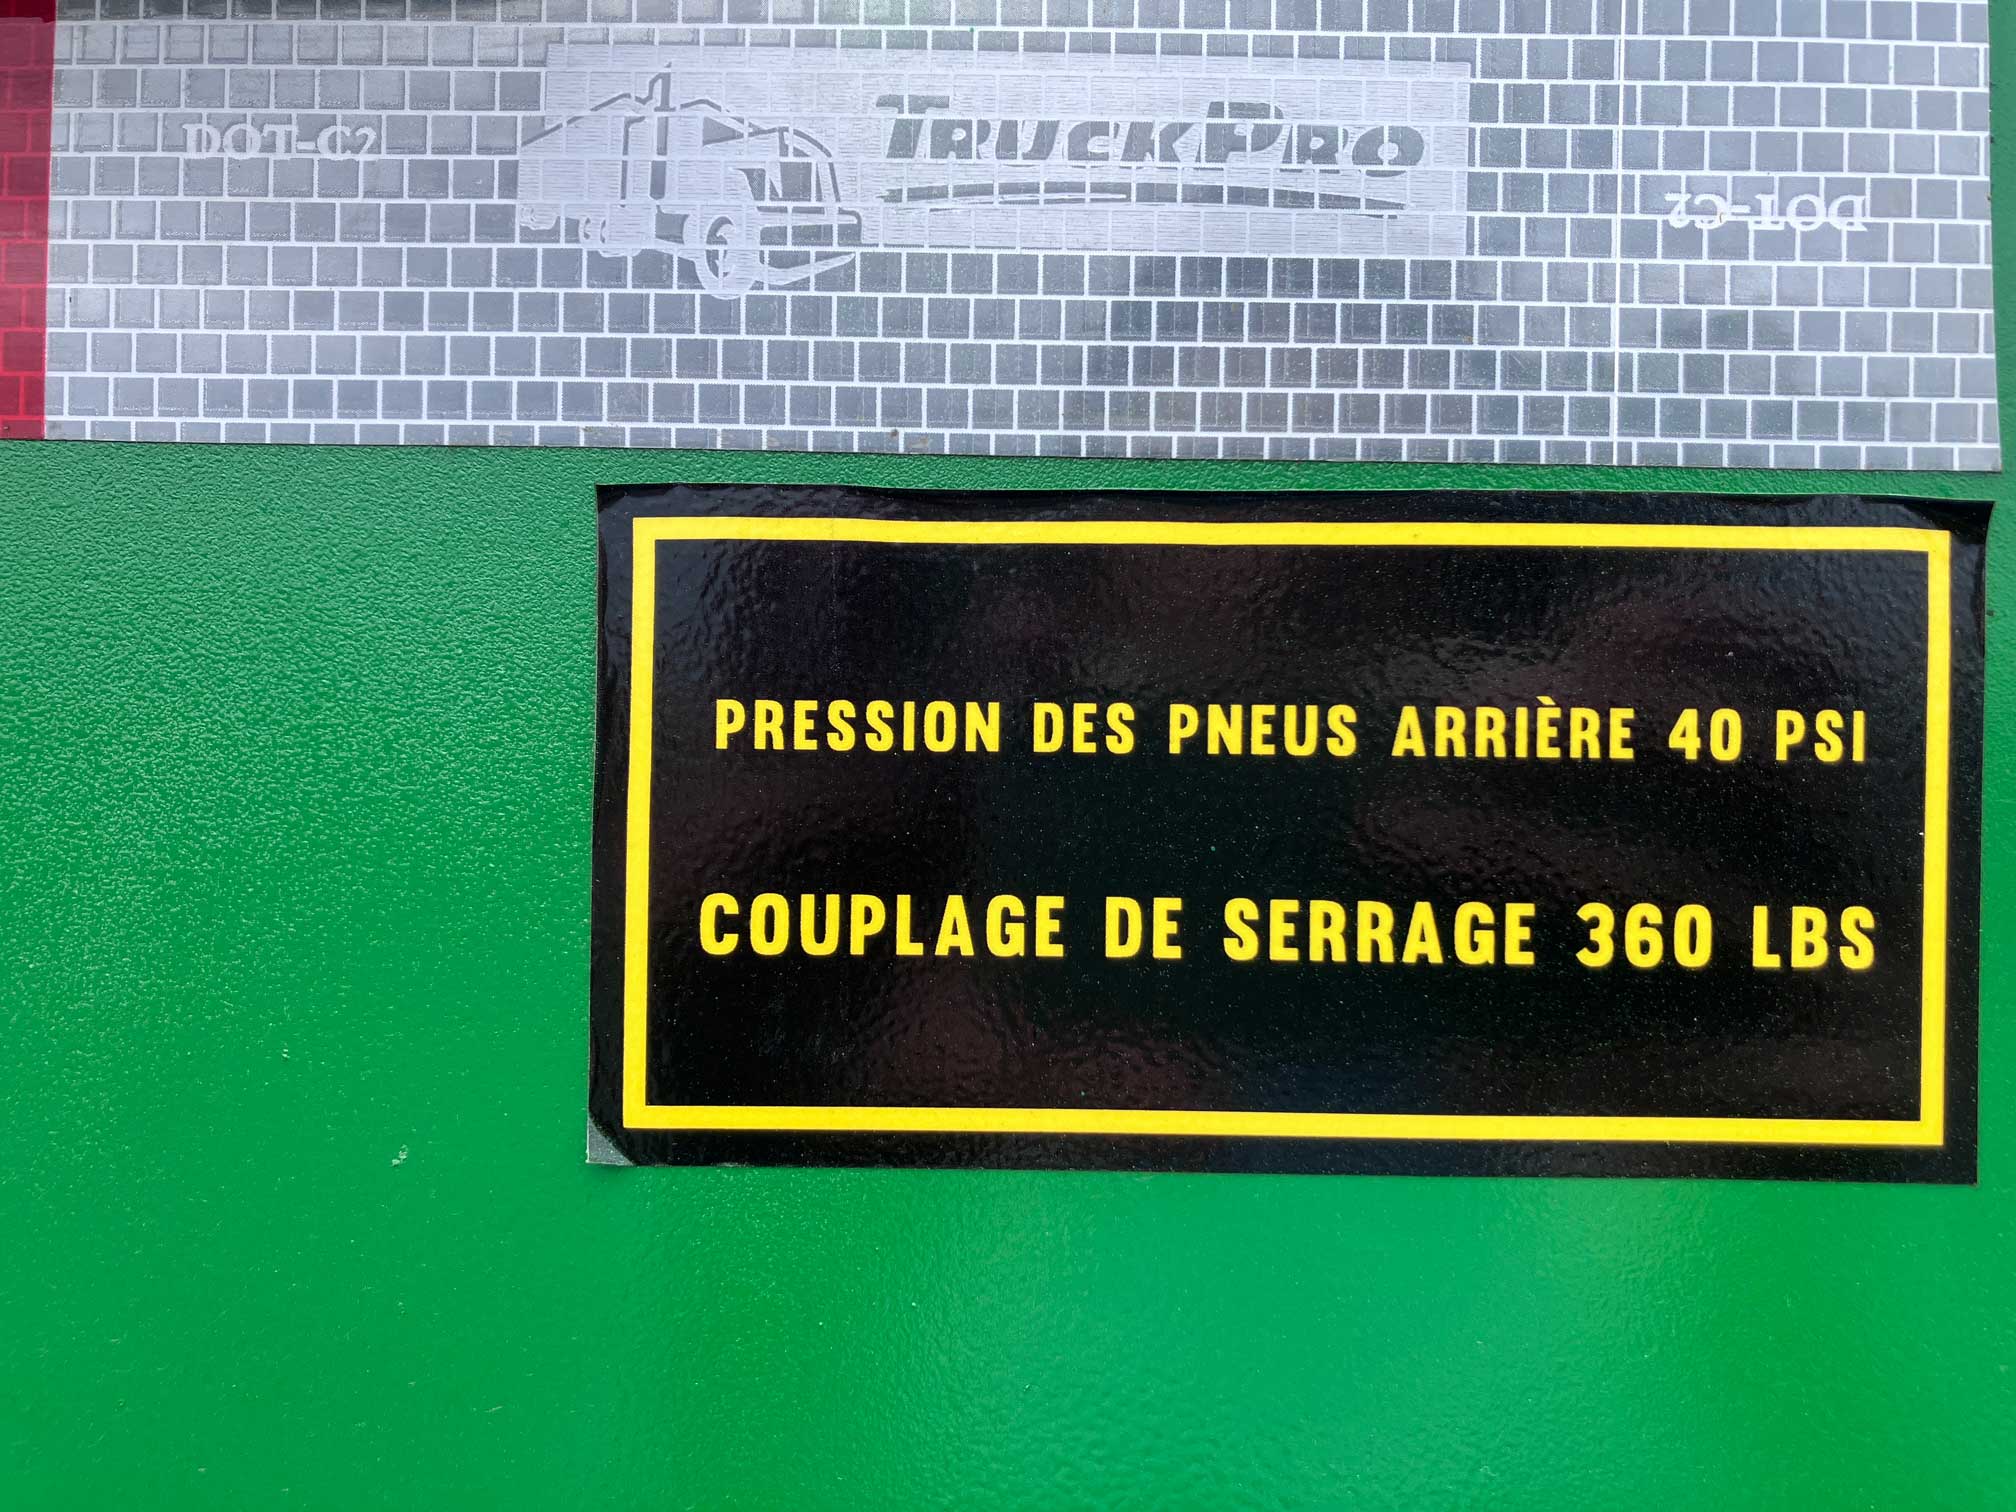 DOT-C2 TRUCKPRO DOT-C2
PRESSION DES PNEUS ARRIÈRE 40 PSI
COUPLAGE DE SERRAGE 360 LBS